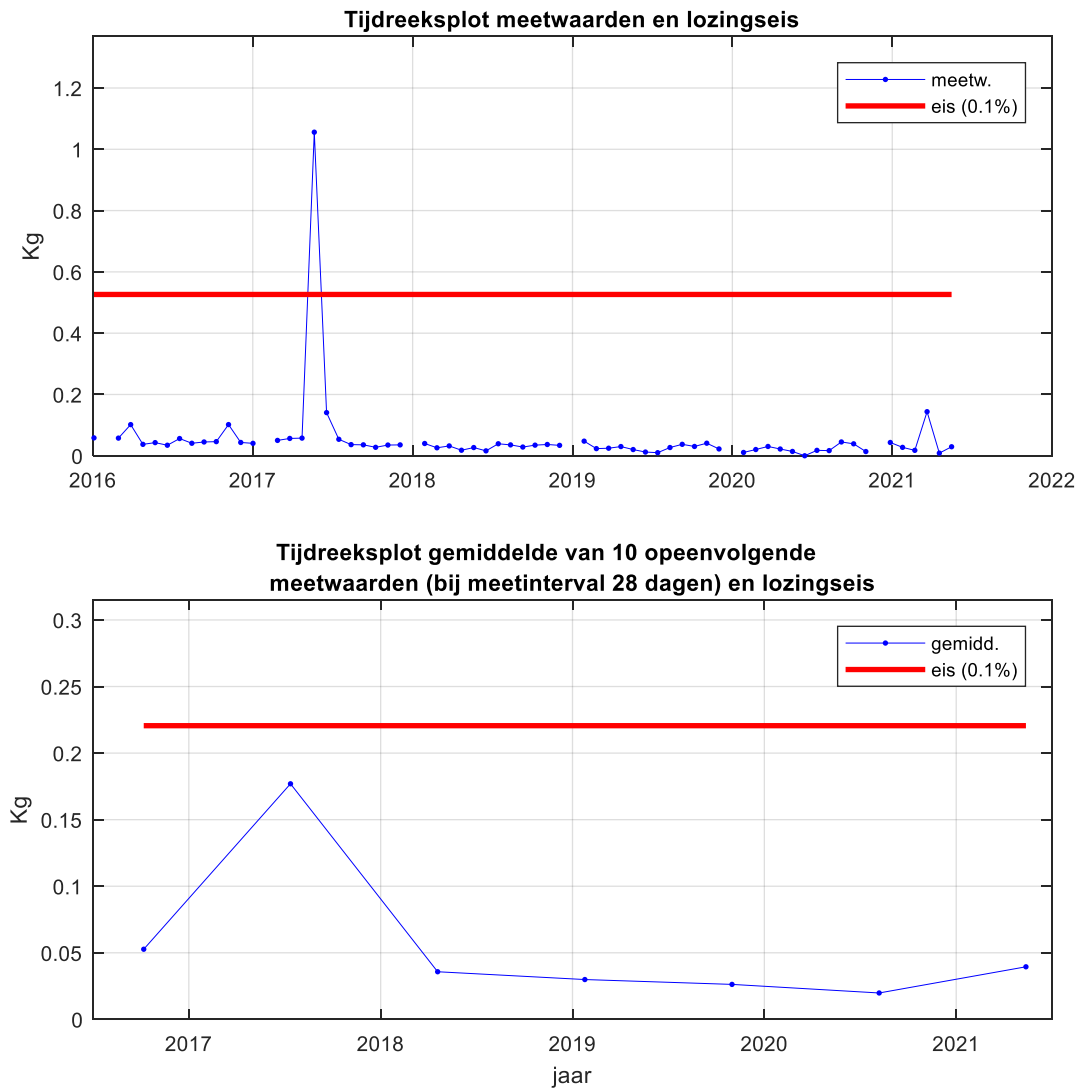 Tijdreeksplot meetwaarden en lozingseis
1.2
1
0.8
0.6
0.4
0.2
0
Kg
meetw.
eis (0.1%)
2016 2017 2018 2019 2020 2021 2022
Tijdreeksplot gemiddelde van 10 opeenvolgende
meetwaarden (bij meetinterval 28 dagen) en lozingseis
0.3
0.25
0.2
0.15
0.1
0.05
0
Kg
gemidd.
eis (0.1%)
2017 2018 2019 2020 2021
jaar